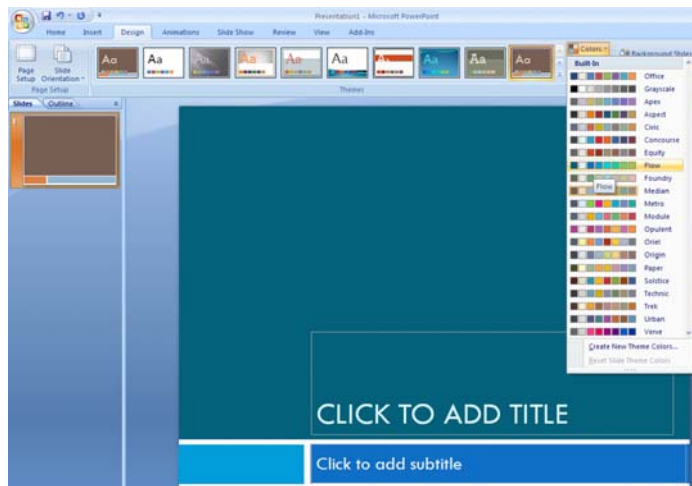 Presentation1 - Microsoft PowerPoint
Home Insert Design Animations Slide Show Review View Add-Ins
Page Setup
Slide Orientation
Page Setup
Aa Aa Aa Aa Aa Aa Aa Aa Aa Aa
Themes
Colors
Background Styles
Slides Outline
1
Built-In
Office
Grayscale
Apex
Aspect
Civic
Concourse
Equity
Flow
Foundry
Flow
Median
Metro
Module
Opulent
Oriel
Origin
Paper
Solstice
Technic
Trek
Urban
Verve
Create New Theme Colors...
Reset Slide Theme Colors
CLICK TO ADD TITLE
Click to add subtitle